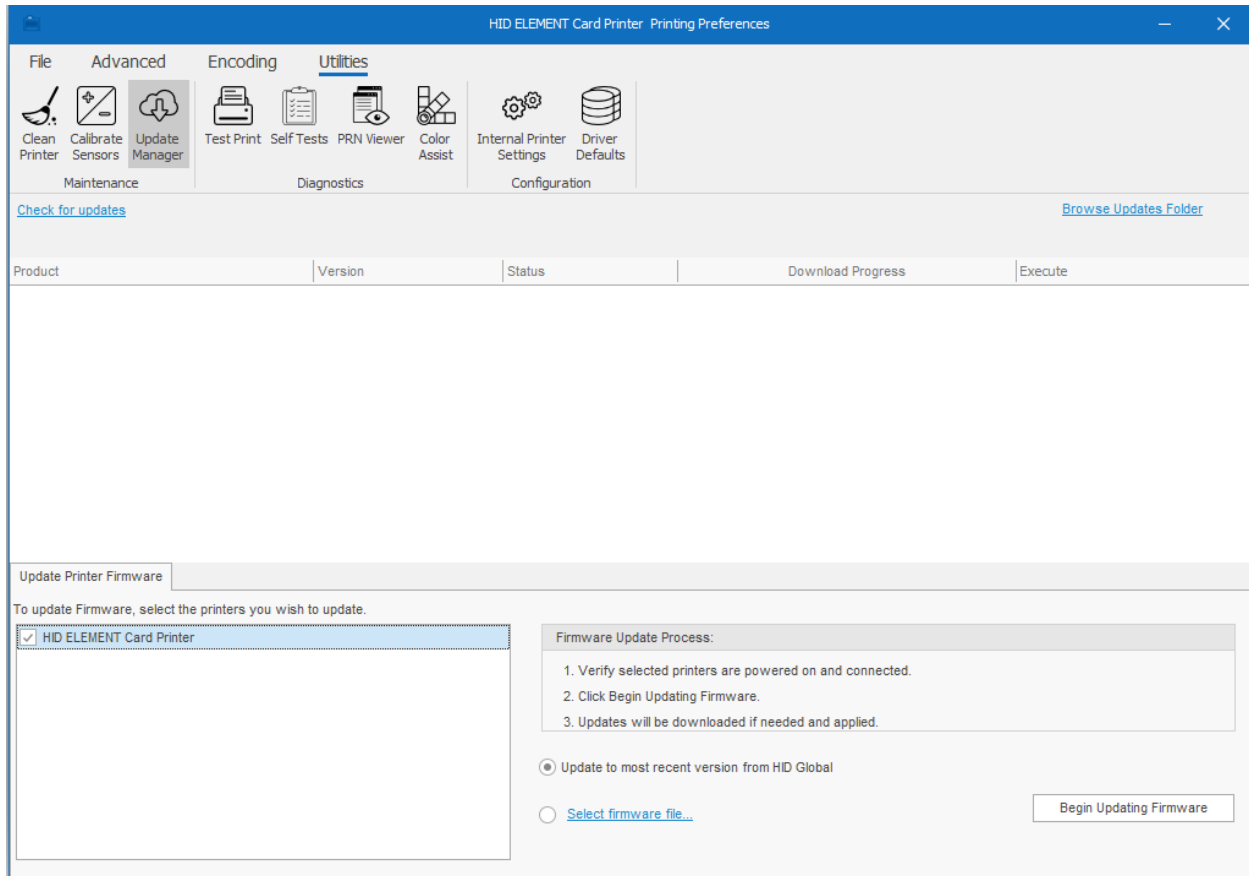 HID ELEMENT Card Printer  Printing Preferences
File Advanced Encoding Utilities
Clean Printer
Calibrate Sensors
Update Manager
Test Print
Self Tests
PRN Viewer
Color Assist
Internal Printer Settings
Driver Defaults
Maintenance Diagnostics Configuration
Check for updates Browse Updates Folder
Product Version Status Download Progress Execute
Update Printer Firmware
To update Firmware, select the printers you wish to update.
HID ELEMENT Card Printer
Firmware Update Process:
1. Verify selected printers are powered on and connected.
2. Click Begin Updating Firmware.
3. Updates will be downloaded if needed and applied.
Update to most recent version from HID Global
Select firmware file...
Begin Updating Firmware